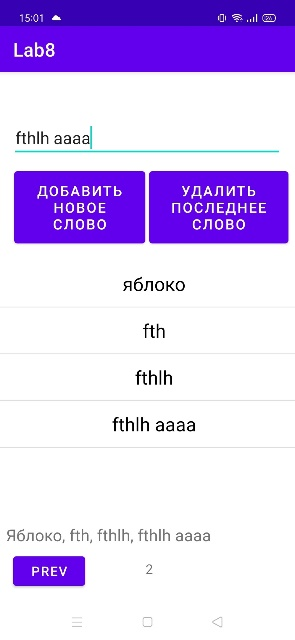 15:01
Lab8
fthlh aaaa
ДОБАВИТЬ
НОВОЕ
СЛОВО
УДАЛИТЬ
ПОСЛЕДНЕЕ
СЛОВО
яблоко
fth
fthlh
fthlh aaaa
Яблоко, fth, fthlh, fthlh aaaa
PREV
2